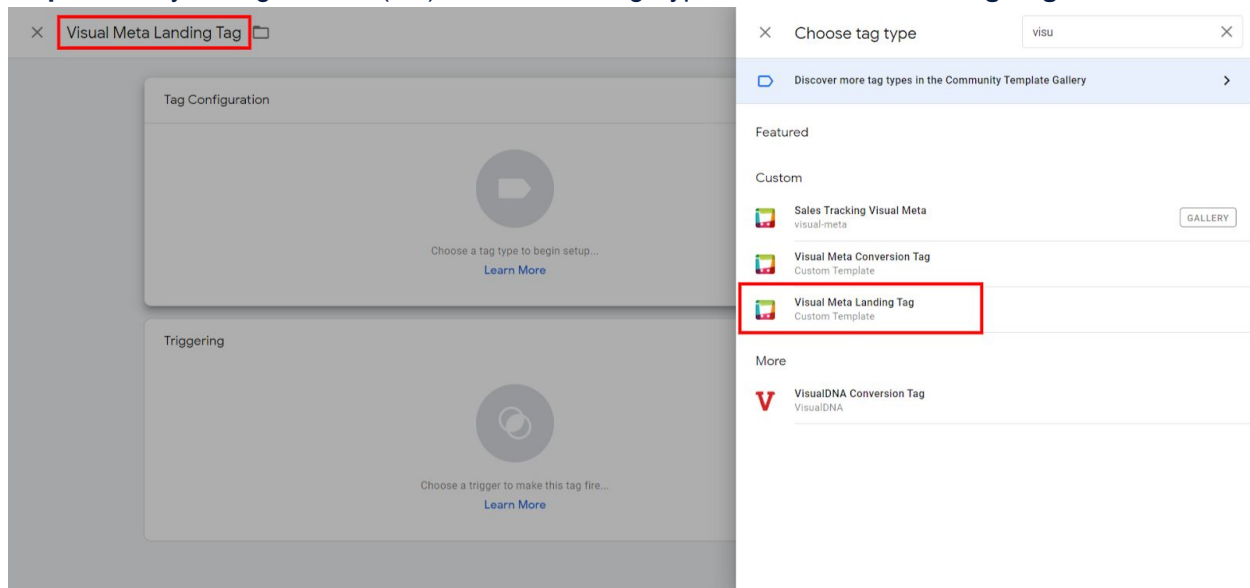 Visual Meta Landing Tag
Choose tag type
visu
Discover more tag types in the Community Template Gallery
Tag Configuration
Featured
Custom
Sales Tracking Visual Meta
visual-meta
GALLERY
Choose a tag type to begin setup...
Learn More
Visual Meta Conversion Tag
Custom Template
Visual Meta Landing Tag
Custom Template
Triggering
More
VisualDNA Conversion Tag
VisualDNA
Choose a trigger to make this tag fire...
Learn More